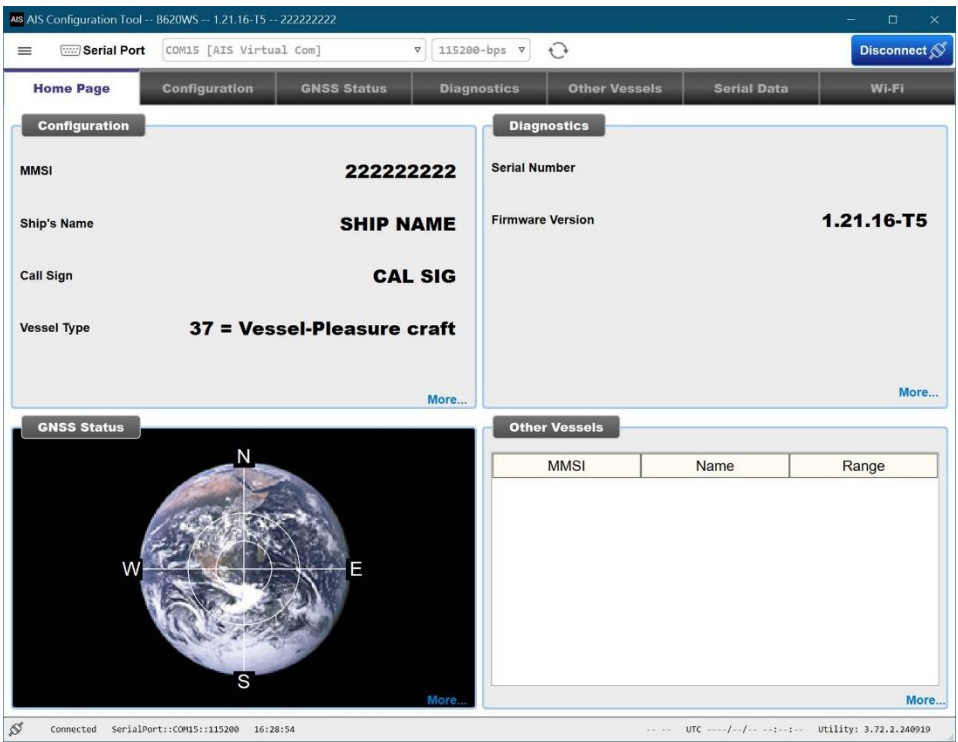 AIS AIS Configuration Tool -- B620WS -- 1.21.16-T5 -- 222222222
Serial Port COM15 [AIS Virtual Com] 115200-bps Disconnect
Home Page Configuration GNSS Status Diagnostics Other Vessels Serial Data Wi-Fi
Configuration
MMSI 222222222
Ship's Name SHIP NAME
Call Sign CAL SIG
Vessel Type 37 = Vessel-Pleasure craft
More...
Diagnostics
Serial Number
Firmware Version 1.21.16-T5
More...
GNSS Status
N
W E
S
More...
Other Vessels
MMSI Name Range
More...
Connected SerialPort::COM15::115200 16:28:54 -- -- UTC ----/--/-- --:--:-- Utility: 3.72.2.240919